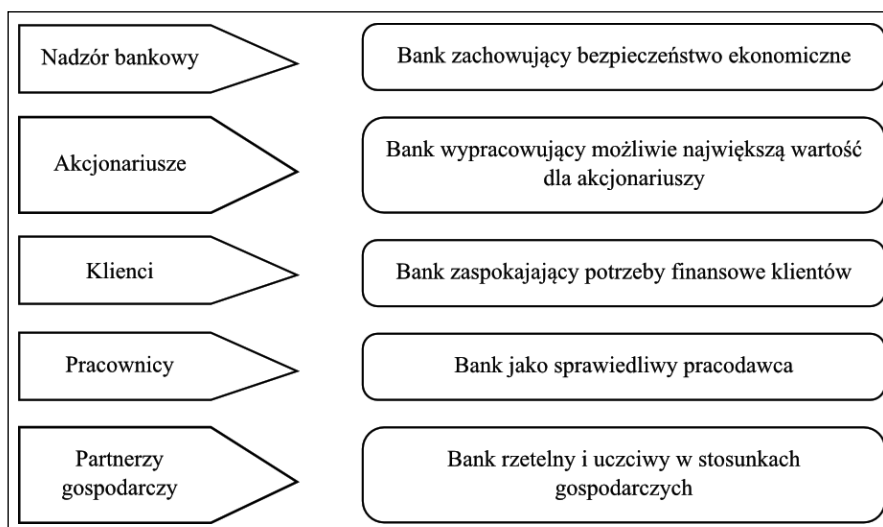 Nadzór bankowy
Bank zachowujący bezpieczeństwo ekonomiczne
Akcjonariusze
Bank wypracowujący możliwie największą wartość
dla akcjonariuszy
Klienci
Bank zaspokajający potrzeby finansowe klientów
Pracownicy
Bank jako sprawiedliwy pracodawca
Partnerzy
gospodarczy
Bank rzetelny i uczciwy w stosunkach
gospodarczych